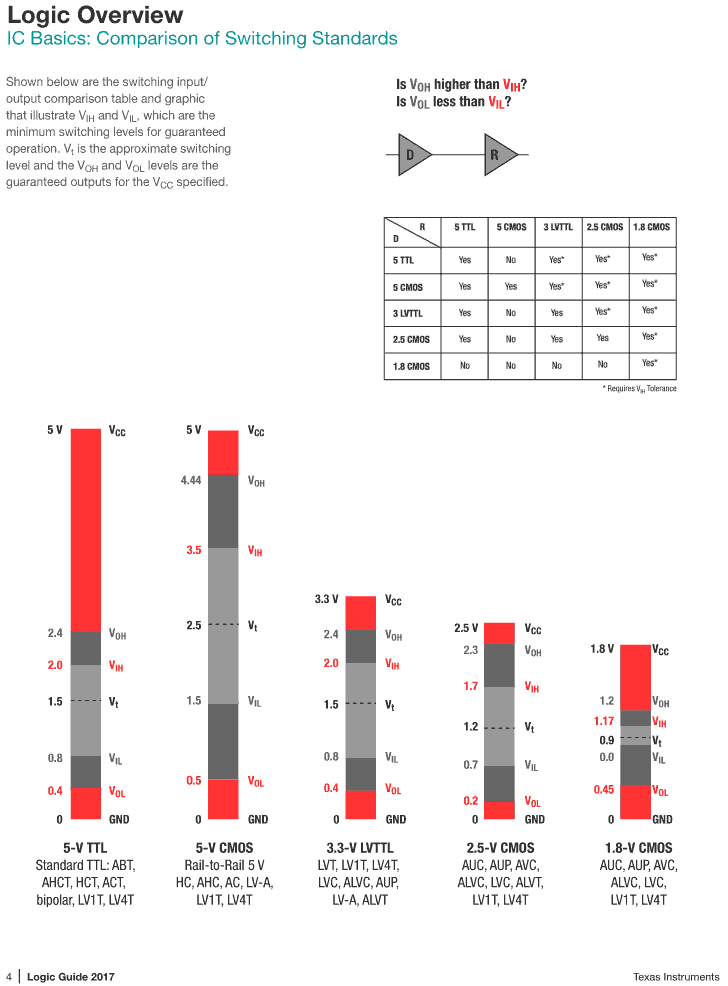 Logic Overview
IC Basics: Comparison of Switching Standards
Shown below are the switching input/
output comparison table and graphic
that illustrate VIH and VIL, which are the
minimum switching levels for guaranteed
operation. Vt is the approximate switching
level and the VOH and VOL levels are the
guaranteed outputs for the VCC specified.
Is VOH higher than VIH?
Is VOL less than VIL?
D R
R 5 TTL 5 CMOS 3 LVTTL 2.5 CMOS 1.8 CMOS
D
5 TTL Yes No Yes* Yes* Yes*
5 CMOS Yes Yes Yes* Yes* Yes*
3 LVTTL Yes No Yes Yes* Yes*
2.5 CMOS Yes No Yes Yes Yes*
1.8 CMOS No No No No Yes*
* Requires VIH Tolerance
5 V VCC
2.4 VOH
2.0 VIH
1.5 Vt
0.8 VIL
0.4 VOL
0 GND
5-V TTL
Standard TTL: ABT,
AHCT, HCT, ACT,
bipolar, LV1T, LV4T
5 V VCC
4.44 VOH
3.5 VIH
2.5 Vt
1.5 VIL
0.5 VOL
0 GND
5-V CMOS
Rail-to-Rail 5 V
HC, AHC, AC, LV-A,
LV1T, LV4T
3.3 V VCC
2.4 VOH
2.0 VIH
1.5 Vt
0.8 VIL
0.4 VOL
0 GND
3.3-V LVTTL
LVT, LV1T, LV4T,
LVC, ALVC, AUP,
LV-A, ALVT
2.5 V VCC
2.3 VOH
1.7 VIH
1.2 Vt
0.7 VIL
0.2 VOL
0 GND
2.5-V CMOS
AUC, AUP, AVC,
ALVC, LVC, ALVT,
LV1T, LV4T
1.8 V VCC
1.2 VOH
1.17 VIH
0.9 Vt
0.0 VIL
0.45 VOL
0 GND
1.8-V CMOS
AUC, AUP, AVC,
ALVC, LVC,
LV1T, LV4T
4 | Logic Guide 2017
Texas Instruments